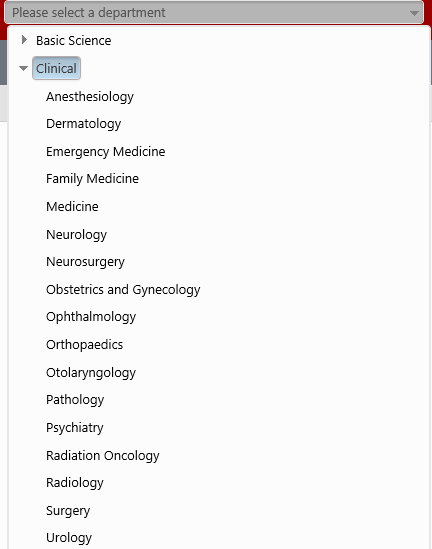 Please select a department
Basic Science
Clinical
Anesthesiology
Dermatology
Emergency Medicine
Family Medicine
Medicine
Neurology
Neurosurgery
Obstetrics and Gynecology
Ophthalmology
Orthopaedics
Otolaryngology
Pathology
Psychiatry
Radiation Oncology
Radiology
Surgery
Urology